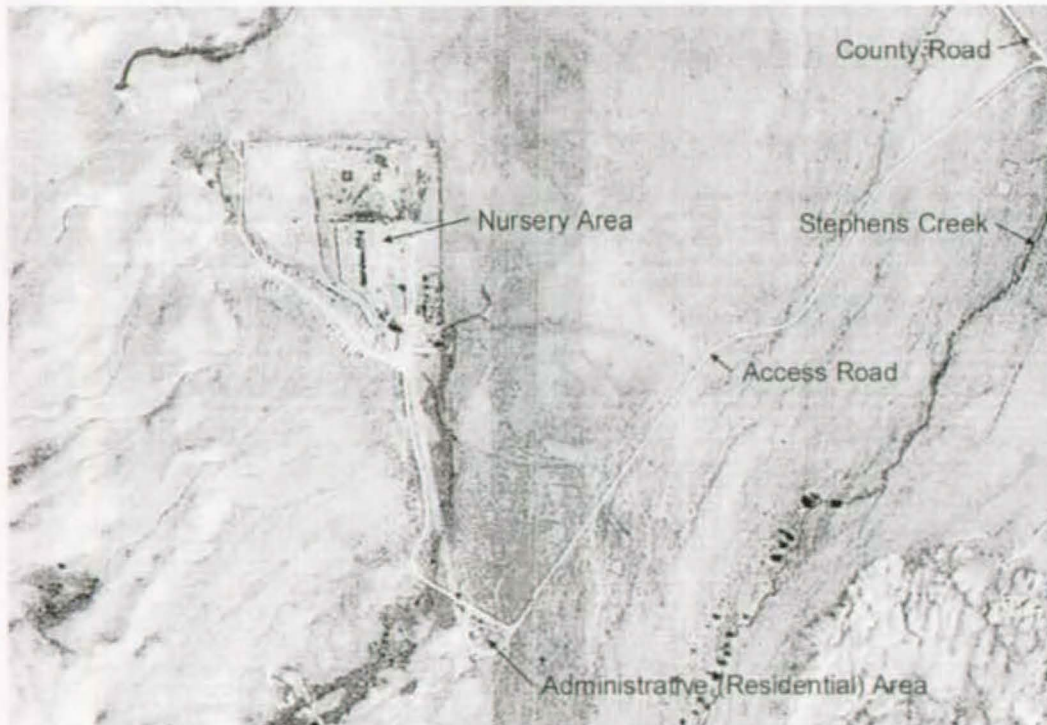 County Road
Nursery Area
Stephens Creek
Access Road
Administrative (Residential) Area